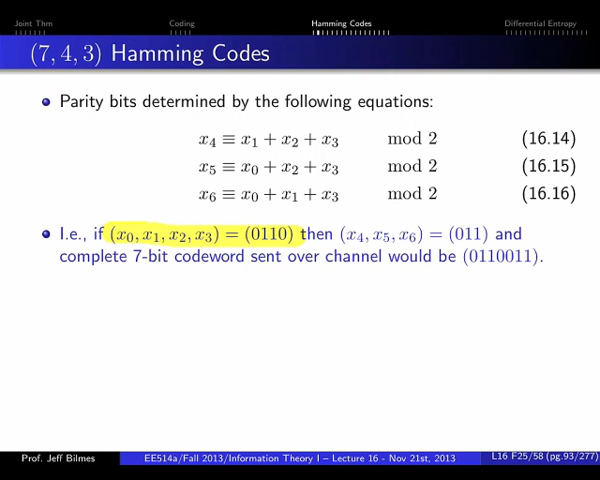 Joint Thm Coding Hamming Codes Differential Entropy
(7, 4, 3) Hamming Codes
Parity bits determined by the following equations:
x₄ ≡ x₁ + x₂ + x₃ mod 2 (16.14)
x₅ ≡ x₀ + x₂ + x₃ mod 2 (16.15)
x₆ ≡ x₀ + x₁ + x₃ mod 2 (16.16)
I.e., if (x₀, x₁, x₂, x₃) = (0110) then (x₄, x₅, x₆) = (011) and
complete 7-bit codeword sent over channel would be (0110011).
Prof. Jeff Bilmes EE514a/Fall 2013/Information Theory I – Lecture 16 - Nov 21st, 2013 L16 F25/58 (pg.93/277)